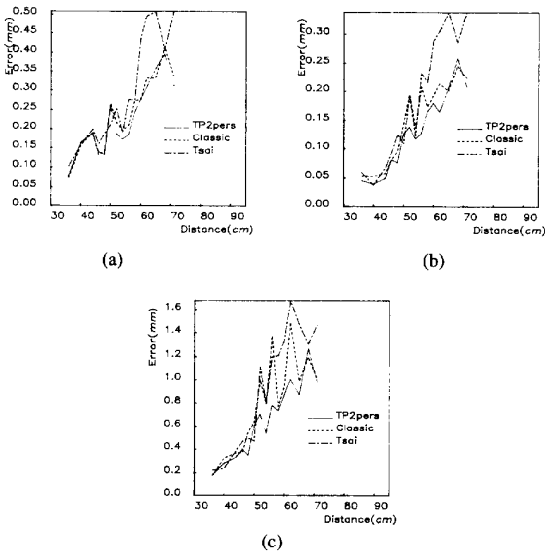 Error(mm)
0.50
0.45
0.40
0.35
0.30
0.25
0.20
0.15
0.10
0.05
0.00
TP2pers
Classic
Tsai
30 40 50 60 70 80 90
Distance(cm)
(a)
Error(mm)
0.30
0.20
0.15
0.10
0.05
0.00
TP2pers
Classic
Tsai
30 40 50 60 70 80 90
Distance(cm)
(b)
Error(mm)
1.6
1.4
1.2
1.0
0.8
0.6
0.4
0.2
0.0
TP2pers
Classic
Tsai
30 40 50 60 70 80 90
Distance(cm)
(c)